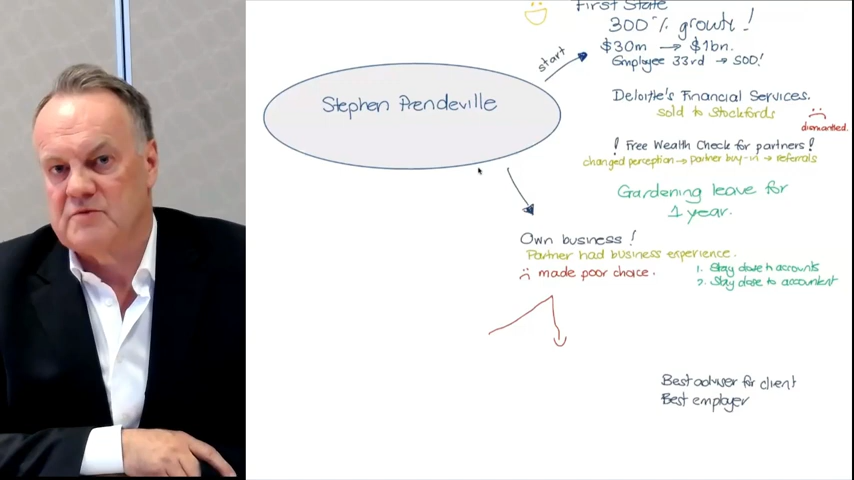 First State
300% growth!
$30m → $1bn.
Employee 33rd → 500!
start
Stephen Prendeville
Deloitte's Financial Services.
sold to Stockfords
dismantled.
! Free Wealth Check for partners!
changed perception → partner buy-in → referrals
Gardening leave for
1 year.
Own business!
Partner had business experience.
made poor choice.
1. Stay close to accounts
2. Stay close to accountant
Best adviser for client
Best employer